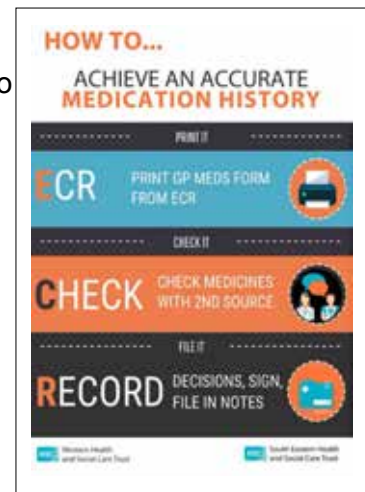 HOW TO...
o
ACHIEVE AN ACCURATE
MEDICATION HISTORY
PRINT IT
ECR
PRINT GP MEDS FORM
FROM ECR
CHECK IT
CHECK
CHECK MEDICINES
WITH 2ND SOURCE
FILE IT
RECORD
DECISIONS, SIGN,
FILE IN NOTES
HSC Western Health
and Social Care Trust
HSC South Eastern Health
and Social Care Trust